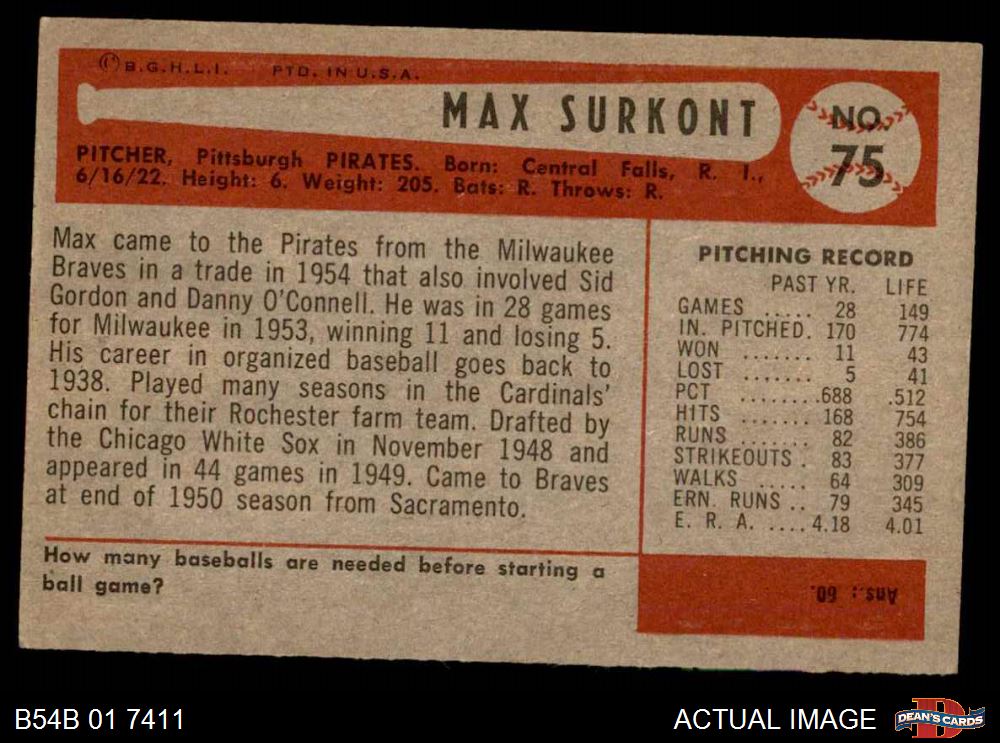 © B.G.H.L.I. PTD. IN U.S.A.
MAX SURKONT
NO.
75
PITCHER, Pittsburgh PIRATES. Born: Central Falls, R. I.,
6/16/22. Height: 6. Weight: 205. Bats: R. Throws: R.
Max came to the Pirates from the Milwaukee
Braves in a trade in 1954 that also involved Sid
Gordon and Danny O'Connell. He was in 28 games
for Milwaukee in 1953, winning 11 and losing 5.
His career in organized baseball goes back to
1938. Played many seasons in the Cardinals'
chain for their Rochester farm team. Drafted by
the Chicago White Sox in November 1948 and
appeared in 44 games in 1949. Came to Braves
at end of 1950 season from Sacramento.
PITCHING RECORD
PAST YR. LIFE
GAMES ..... 28 149
IN. PITCHED. 170 774
WON ....... 11 43
LOST ....... 5 41
PCT ........ .688 .512
HITS ....... 168 754
RUNS ....... 82 386
STRIKEOUTS . 83 377
WALKS ..... 64 309
ERN. RUNS .. 79 345
E. R. A. .... 4.18 4.01
How many baseballs are needed before starting a
ball game?
Ans.: 60.
B54B 01 7411
ACTUAL IMAGE
D
DEAN'S CARDS